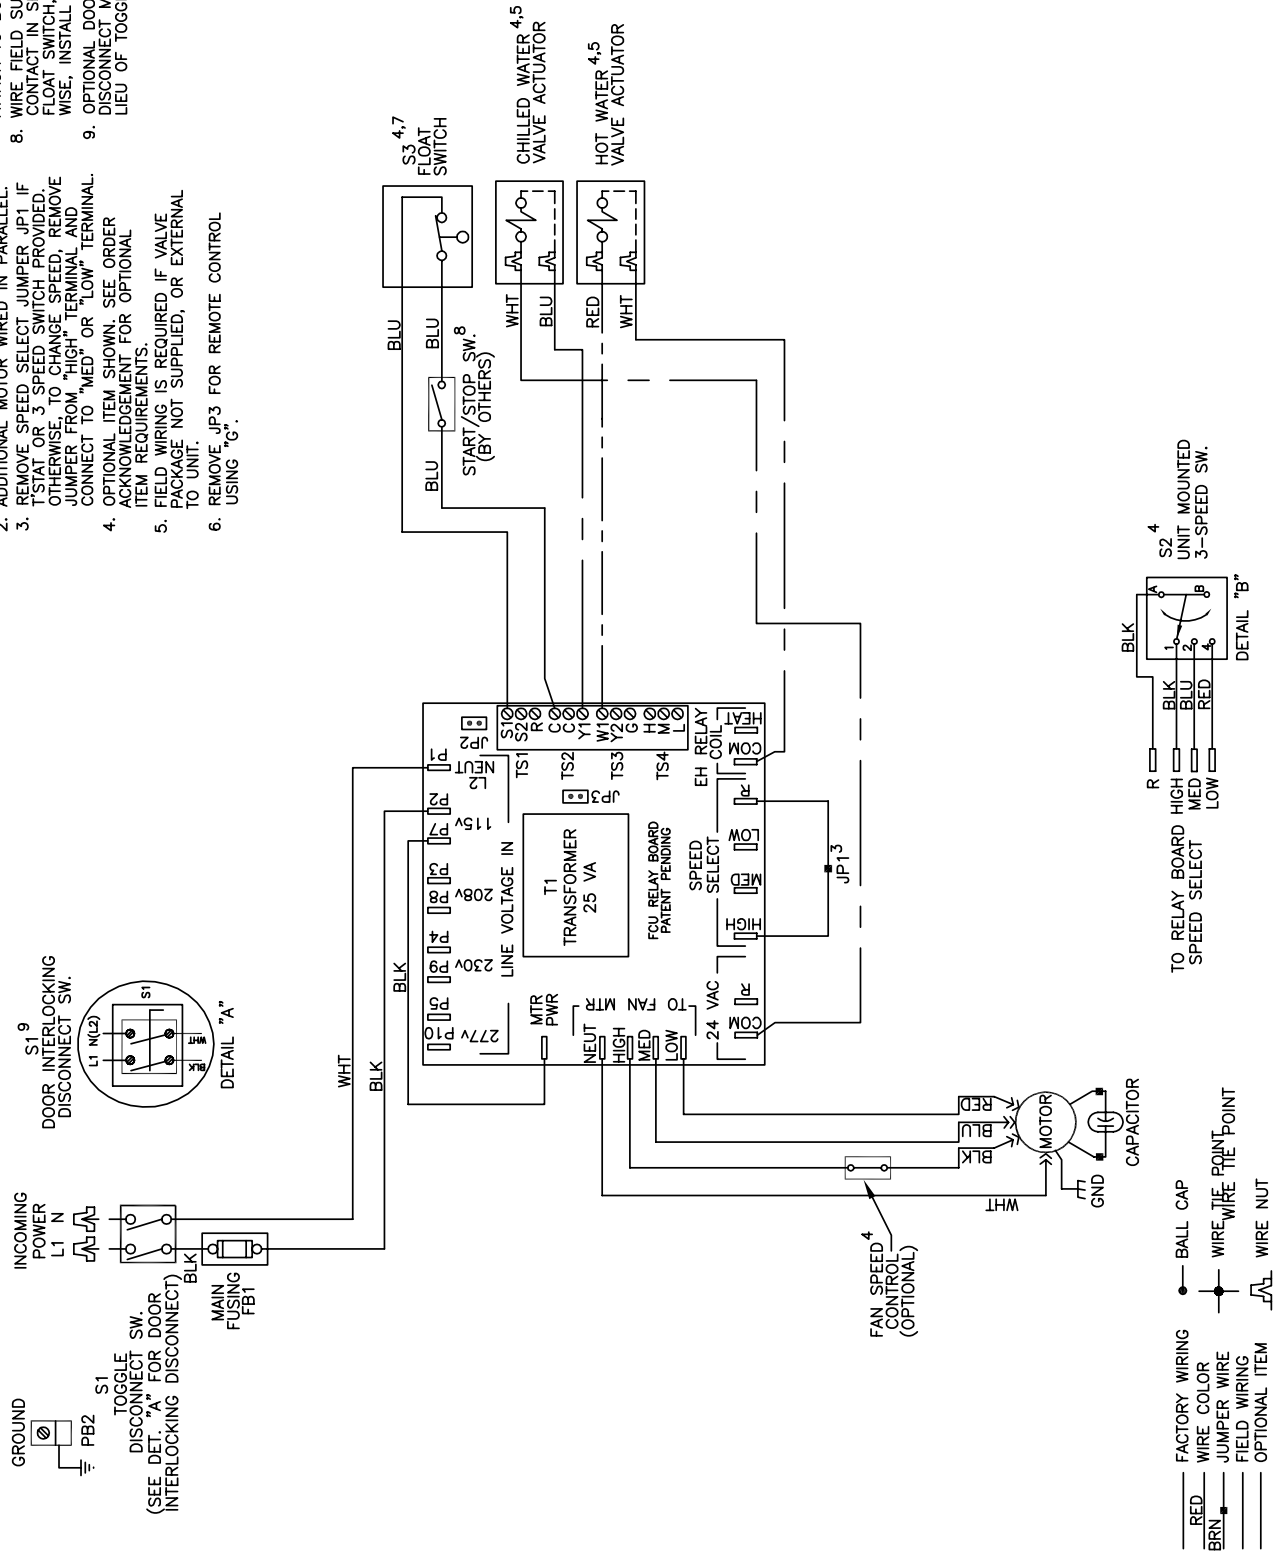 2. ADDITIONAL MOTOR WIRED IN PARALLEL.
3. REMOVE SPEED SELECT JUMPER JP1 IF
T'STAT OR 3 SPEED SWITCH PROVIDED.
OTHERWISE, TO CHANGE SPEED, REMOVE
JUMPER FROM "HIGH" TERMINAL AND
CONNECT TO "MED" OR "LOW" TERMINAL.
4. OPTIONAL ITEM SHOWN. SEE ORDER
ACKNOWLEDGEMENT FOR OPTIONAL
ITEM REQUIREMENTS.
5. FIELD WIRING IS REQUIRED IF VALVE
PACKAGE NOT SUPPLIED, OR EXTERNAL
TO UNIT.
6. REMOVE JP3 FOR REMOTE CONTROL
USING "G".
8. WIRE FIELD SU
CONTACT IN S
FLOAT SWITCH,
WISE, INSTALL
9. OPTIONAL DOO
DISCONNECT M
LIEU OF TOGG
GROUND
PB2
S1
TOGGLE
DISCONNECT SW.
(SEE DET. "A" FOR DOOR
INTERLOCKING DISCONNECT)
INCOMING
POWER
L1 N
BLK
MAIN
FUSING
FB1
S1 9
DOOR INTERLOCKING
DISCONNECT SW.
L1 N(L2)
S1
BLK
WHT
DETAIL "A"
WHT
BLK
BLK
277v P10
P5
230v P9
P4
208v P8
P3
115v
P7
P2
L2
NEUT
P1
LINE VOLTAGE IN
JP2
JP3
T1
TRANSFORMER
25 VA
FCU RELAY BOARD
PATENT PENDING
MTR
PWR
TO FAN MTR
NEUT
HIGH
MED
LOW
24 VAC
COM
R
SPEED
SELECT
HIGH
MED
LOW
R
EH RELAY
COIL
COM
HEAT
JP1 3
TS1
TS2
TS3
TS4
S1
S2
R
C
C
Y1
W1
Y2
G
H
M
L
BLU
BLU
BLU
START/STOP SW. 8
(BY OTHERS)
S3 4,7
FLOAT
SWITCH
WHT
BLU
CHILLED WATER 4,5
VALVE ACTUATOR
RED
WHT
HOT WATER 4,5
VALVE ACTUATOR
WHT
BLK
BLU
RED
MOTOR
GND
CAPACITOR
FAN SPEED 4
CONTROL
(OPTIONAL)
TO RELAY BOARD
SPEED SELECT
R
HIGH
MED
LOW
BLK
BLK
BLU
RED
1
2
4
A
B
S2 4
UNIT MOUNTED
3-SPEED SW.
DETAIL "B"
FACTORY WIRING
RED
WIRE COLOR
BRN
JUMPER WIRE
FIELD WIRING
OPTIONAL ITEM
BALL CAP
WIRE TIE POINT
WIRE TIE POINT
WIRE NUT